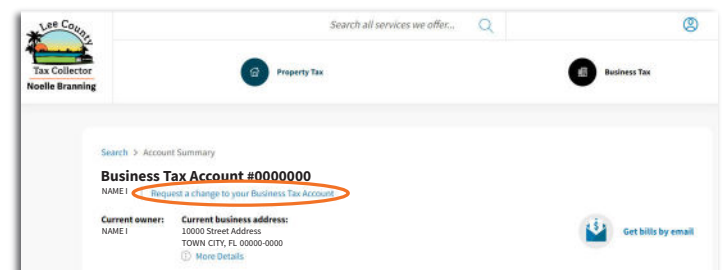 Lee County
Tax Collector
Noelle Branning
Search all services we offer...
Property Tax
Business Tax
Search > Account Summary
Business Tax Account #0000000
NAME I
Request a change to your Business Tax Account
Current owner:
NAME I
Current business address:
10000 Street Address
TOWN CITY, FL 00000-0000
More Details
Get bills by email